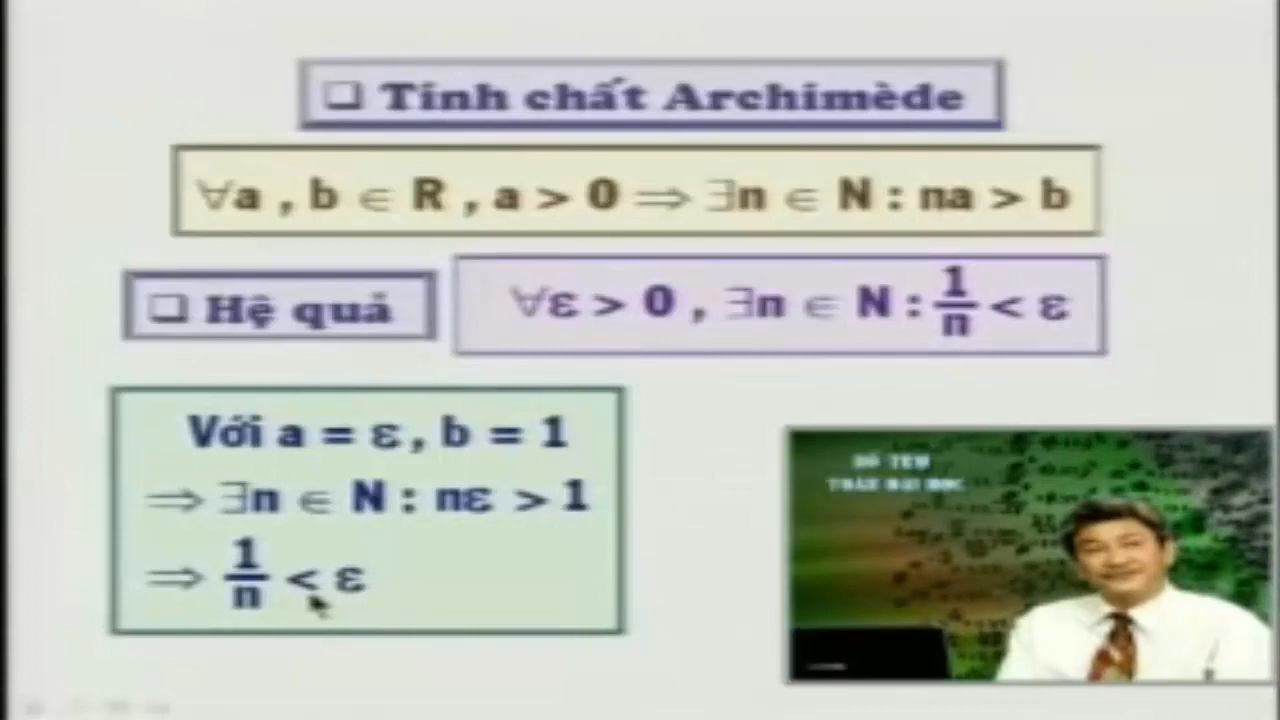 ❑ Tính chất Archimède
∀a , b ∈ R , a > 0 ⇒ ∃n ∈ N : na > b
❑ Hệ quả
∀ε > 0 , ∃n ∈ N : 1/n < ε
Với a = ε , b = 1
⇒ ∃n ∈ N : nε > 1
⇒ 1/n < ε